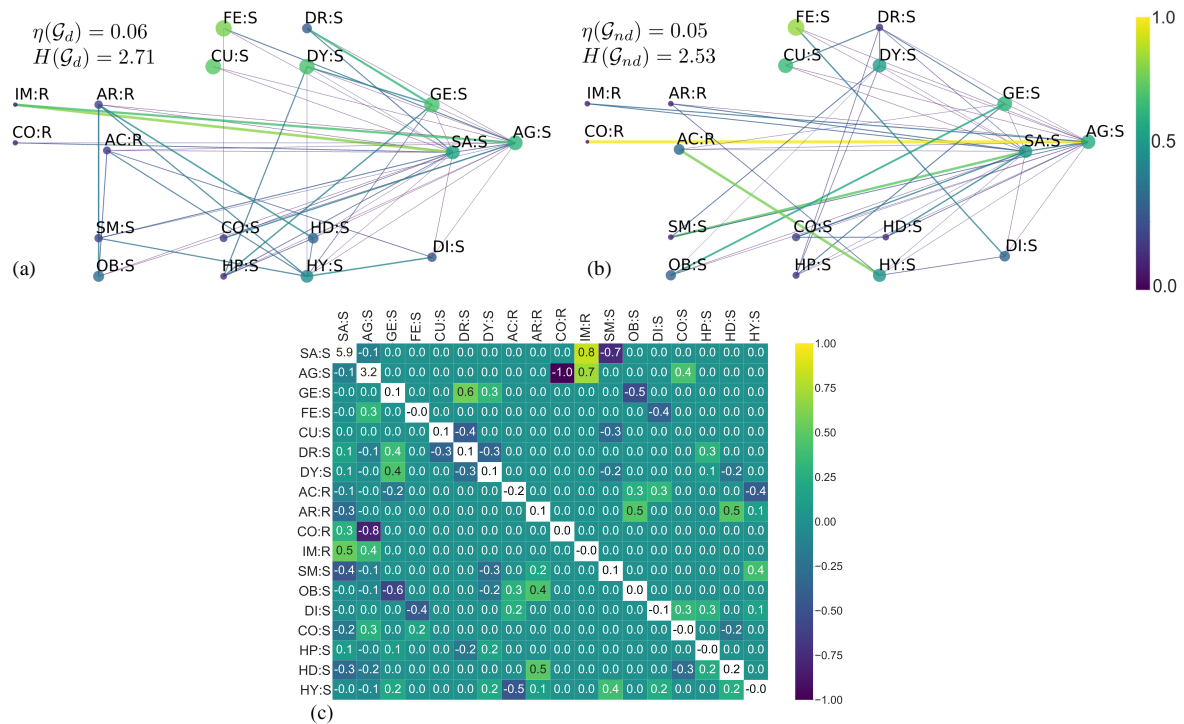 η(𝒢d) = 0.06
H(𝒢d) = 2.71
FE:S
DR:S
CU:S
DY:S
IM:R
AR:R
GE:S
CO:R
AC:R
SA:S
AG:S
SM:S
CO:S
HD:S
DI:S
OB:S
HP:S
HY:S
(a)
η(𝒢nd) = 0.05
H(𝒢nd) = 2.53
FE:S
DR:S
CU:S
DY:S
IM:R
AR:R
GE:S
CO:R
AC:R
SA:S
AG:S
SM:S
CO:S
HD:S
DI:S
OB:S
HP:S
HY:S
(b)
1.0
0.5
0.0
SA:S AG:S GE:S FE:S CU:S DR:S DY:S AC:R AR:R CO:R IM:R SM:S OB:S DI:S CO:S HP:S HD:S HY:S
SA:S 5.9 -0.1 0.0 0.0 0.0 0.0 0.0 0.0 0.0 0.0 0.8 -0.7 0.0 0.0 0.0 0.0 0.0 0.0
AG:S -0.1 3.2 0.0 0.0 0.0 0.0 0.0 0.0 0.0 -1.0 0.7 0.0 0.0 0.0 0.4 0.0 0.0 0.0
GE:S -0.0 -0.0 0.1 0.0 0.0 0.6 0.3 0.0 0.0 0.0 0.0 0.0 -0.5 0.0 0.0 0.0 0.0 0.0
FE:S -0.0 0.3 0.0 -0.0 0.0 0.0 0.0 0.0 0.0 0.0 0.0 0.0 0.0 -0.4 0.0 0.0 0.0 0.0
CU:S 0.0 0.0 0.0 0.0 0.1 -0.4 0.0 0.0 0.0 0.0 0.0 -0.3 0.0 0.0 0.0 0.0 0.0 0.0
DR:S 0.1 -0.1 0.4 0.0 -0.3 0.1 -0.3 0.0 0.0 0.0 0.0 0.0 0.0 0.0 0.0 0.3 0.0 0.0
DY:S 0.1 -0.0 0.4 0.0 0.0 -0.3 0.1 0.0 0.0 0.0 0.0 -0.2 0.0 0.0 0.0 0.1 -0.2 0.0
AC:R -0.1 -0.0 -0.2 0.0 0.0 0.0 0.0 -0.2 0.0 0.0 0.0 0.0 0.3 0.3 0.0 0.0 0.0 -0.4
AR:R -0.3 -0.0 0.0 0.0 0.0 0.0 0.0 0.0 0.1 0.0 0.0 0.0 0.5 0.0 0.0 0.0 0.5 0.1
CO:R 0.3 -0.8 0.0 0.0 0.0 0.0 0.0 0.0 0.0 0.0 0.0 0.0 0.0 0.0 0.0 0.0 0.0 0.0
IM:R 0.5 0.4 0.0 0.0 0.0 0.0 0.0 0.0 0.0 0.0 -0.0 0.0 0.0 0.0 0.0 0.0 0.0 0.0
SM:S -0.4 -0.1 0.0 0.0 0.0 0.0 -0.3 0.0 0.2 0.0 0.0 0.1 0.0 0.0 0.0 0.0 0.0 0.4
OB:S -0.0 -0.1 -0.6 0.0 0.0 0.0 -0.2 0.3 0.4 0.0 0.0 0.0 0.0 0.0 0.0 0.0 0.0 0.0
DI:S -0.0 -0.0 0.0 -0.4 0.0 0.0 0.0 0.2 0.0 0.0 0.0 0.0 0.0 -0.1 0.3 0.3 0.0 0.1
CO:S -0.2 0.3 0.0 0.2 0.0 0.0 0.0 0.0 0.0 0.0 0.0 0.0 0.0 0.0 -0.0 0.0 -0.2 0.0
HP:S 0.1 -0.0 0.1 0.0 0.0 -0.2 0.2 0.0 0.0 0.0 0.0 0.0 0.0 0.0 0.0 -0.0 0.0 0.0
HD:S -0.3 -0.2 0.0 0.0 0.0 0.0 0.0 0.0 0.5 0.0 0.0 0.0 0.0 0.0 -0.3 0.2 0.2 0.0
HY:S -0.0 -0.1 0.2 0.0 0.0 0.0 0.2 -0.5 0.1 0.0 0.0 0.4 0.0 0.2 0.0 0.0 0.2 -0.0
1.00
0.75
0.50
0.25
0.00
−0.25
−0.50
−0.75
−1.00
(c)